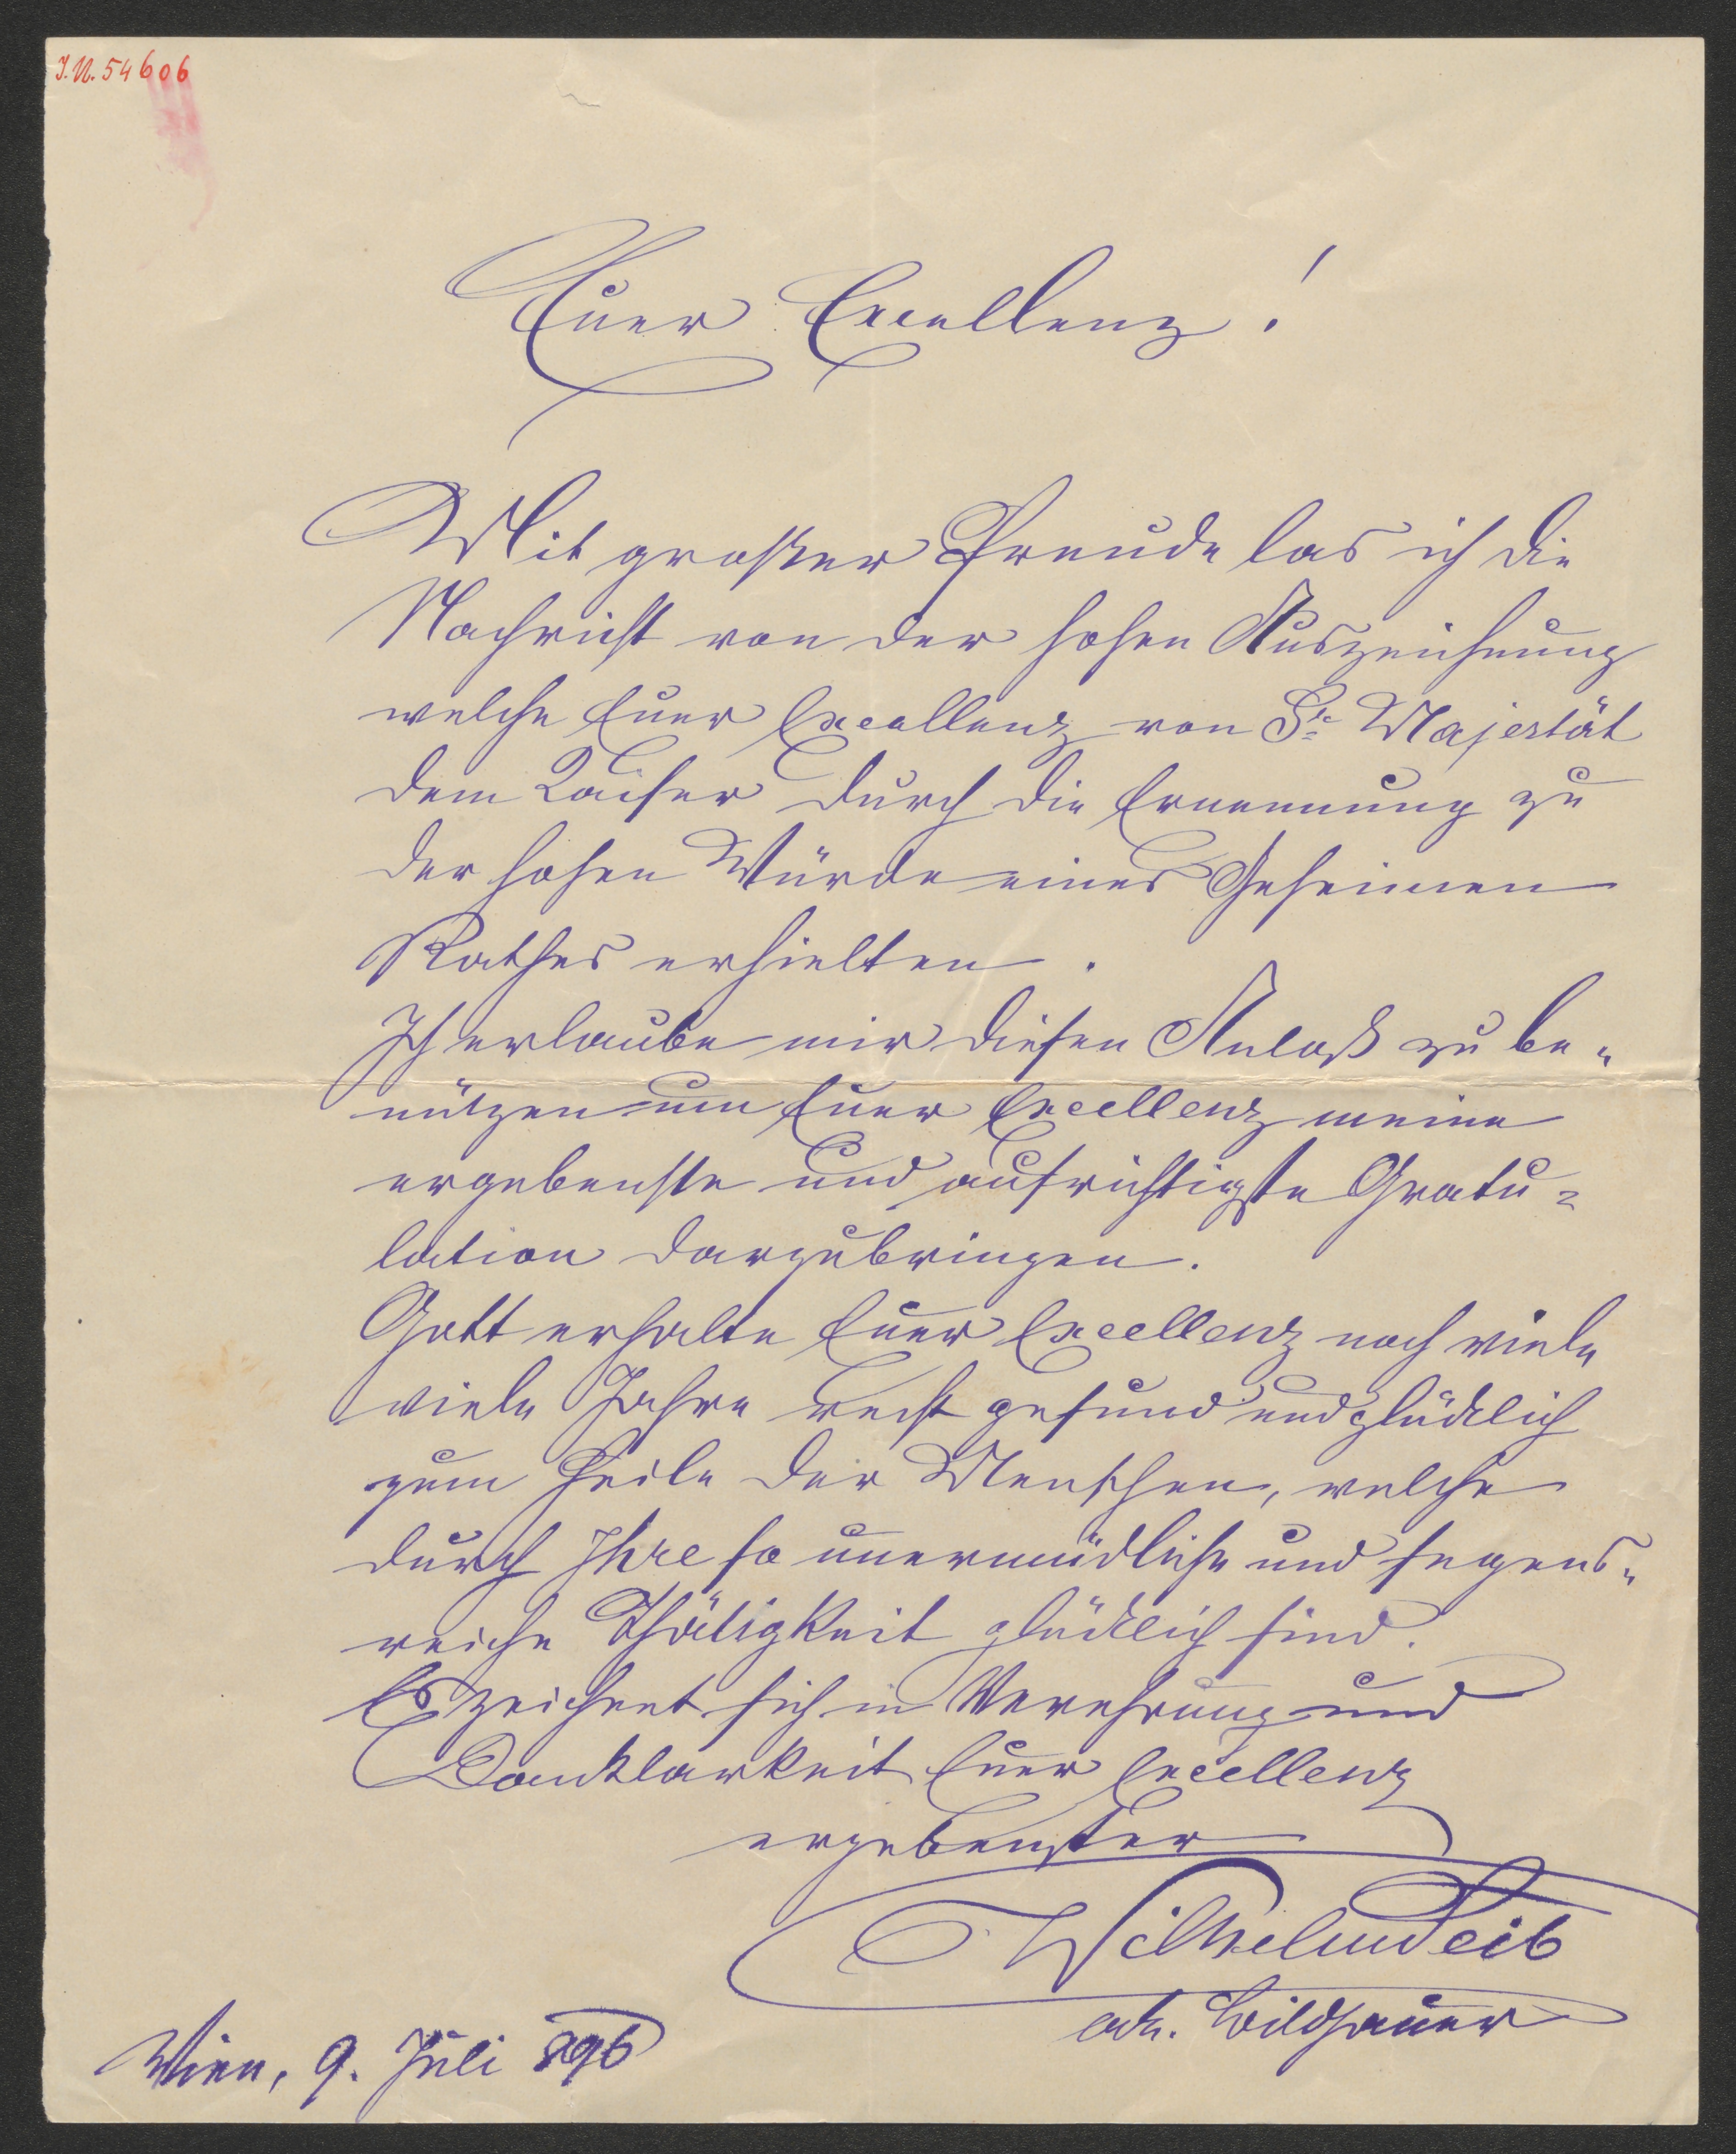 J.N. 54606
Euer Excellenz!
Mit großer Freude las ich die
Nachricht von der hohen Auszeichnung
welche Euer Excellenz von Sr. Majestät
dem Kaiser durch die Ernennung zu
der hohen Würde eines Geheimen
Rathes erhielten.
Ich erlaube mir diesen Anlaß zu be-
nützen um Euer Excellenz meine
ergebenste und aufrichtigste Gratu-
lation darzubringen.
Gott erhalte Euer Excellenz noch viele
viele Jahre recht gesund und glücklich
zum Heile der Menschen, welche
durch Ihre so unermüdliche und segens-
reiche Thätigkeit glücklich sind.
Es zeichnet sich in Verehrung und
Dankbarkeit Euer Excellenz
ergebenster
Wilhelm Seib
ak. Bildhauer
Wien, 9. Juli 896